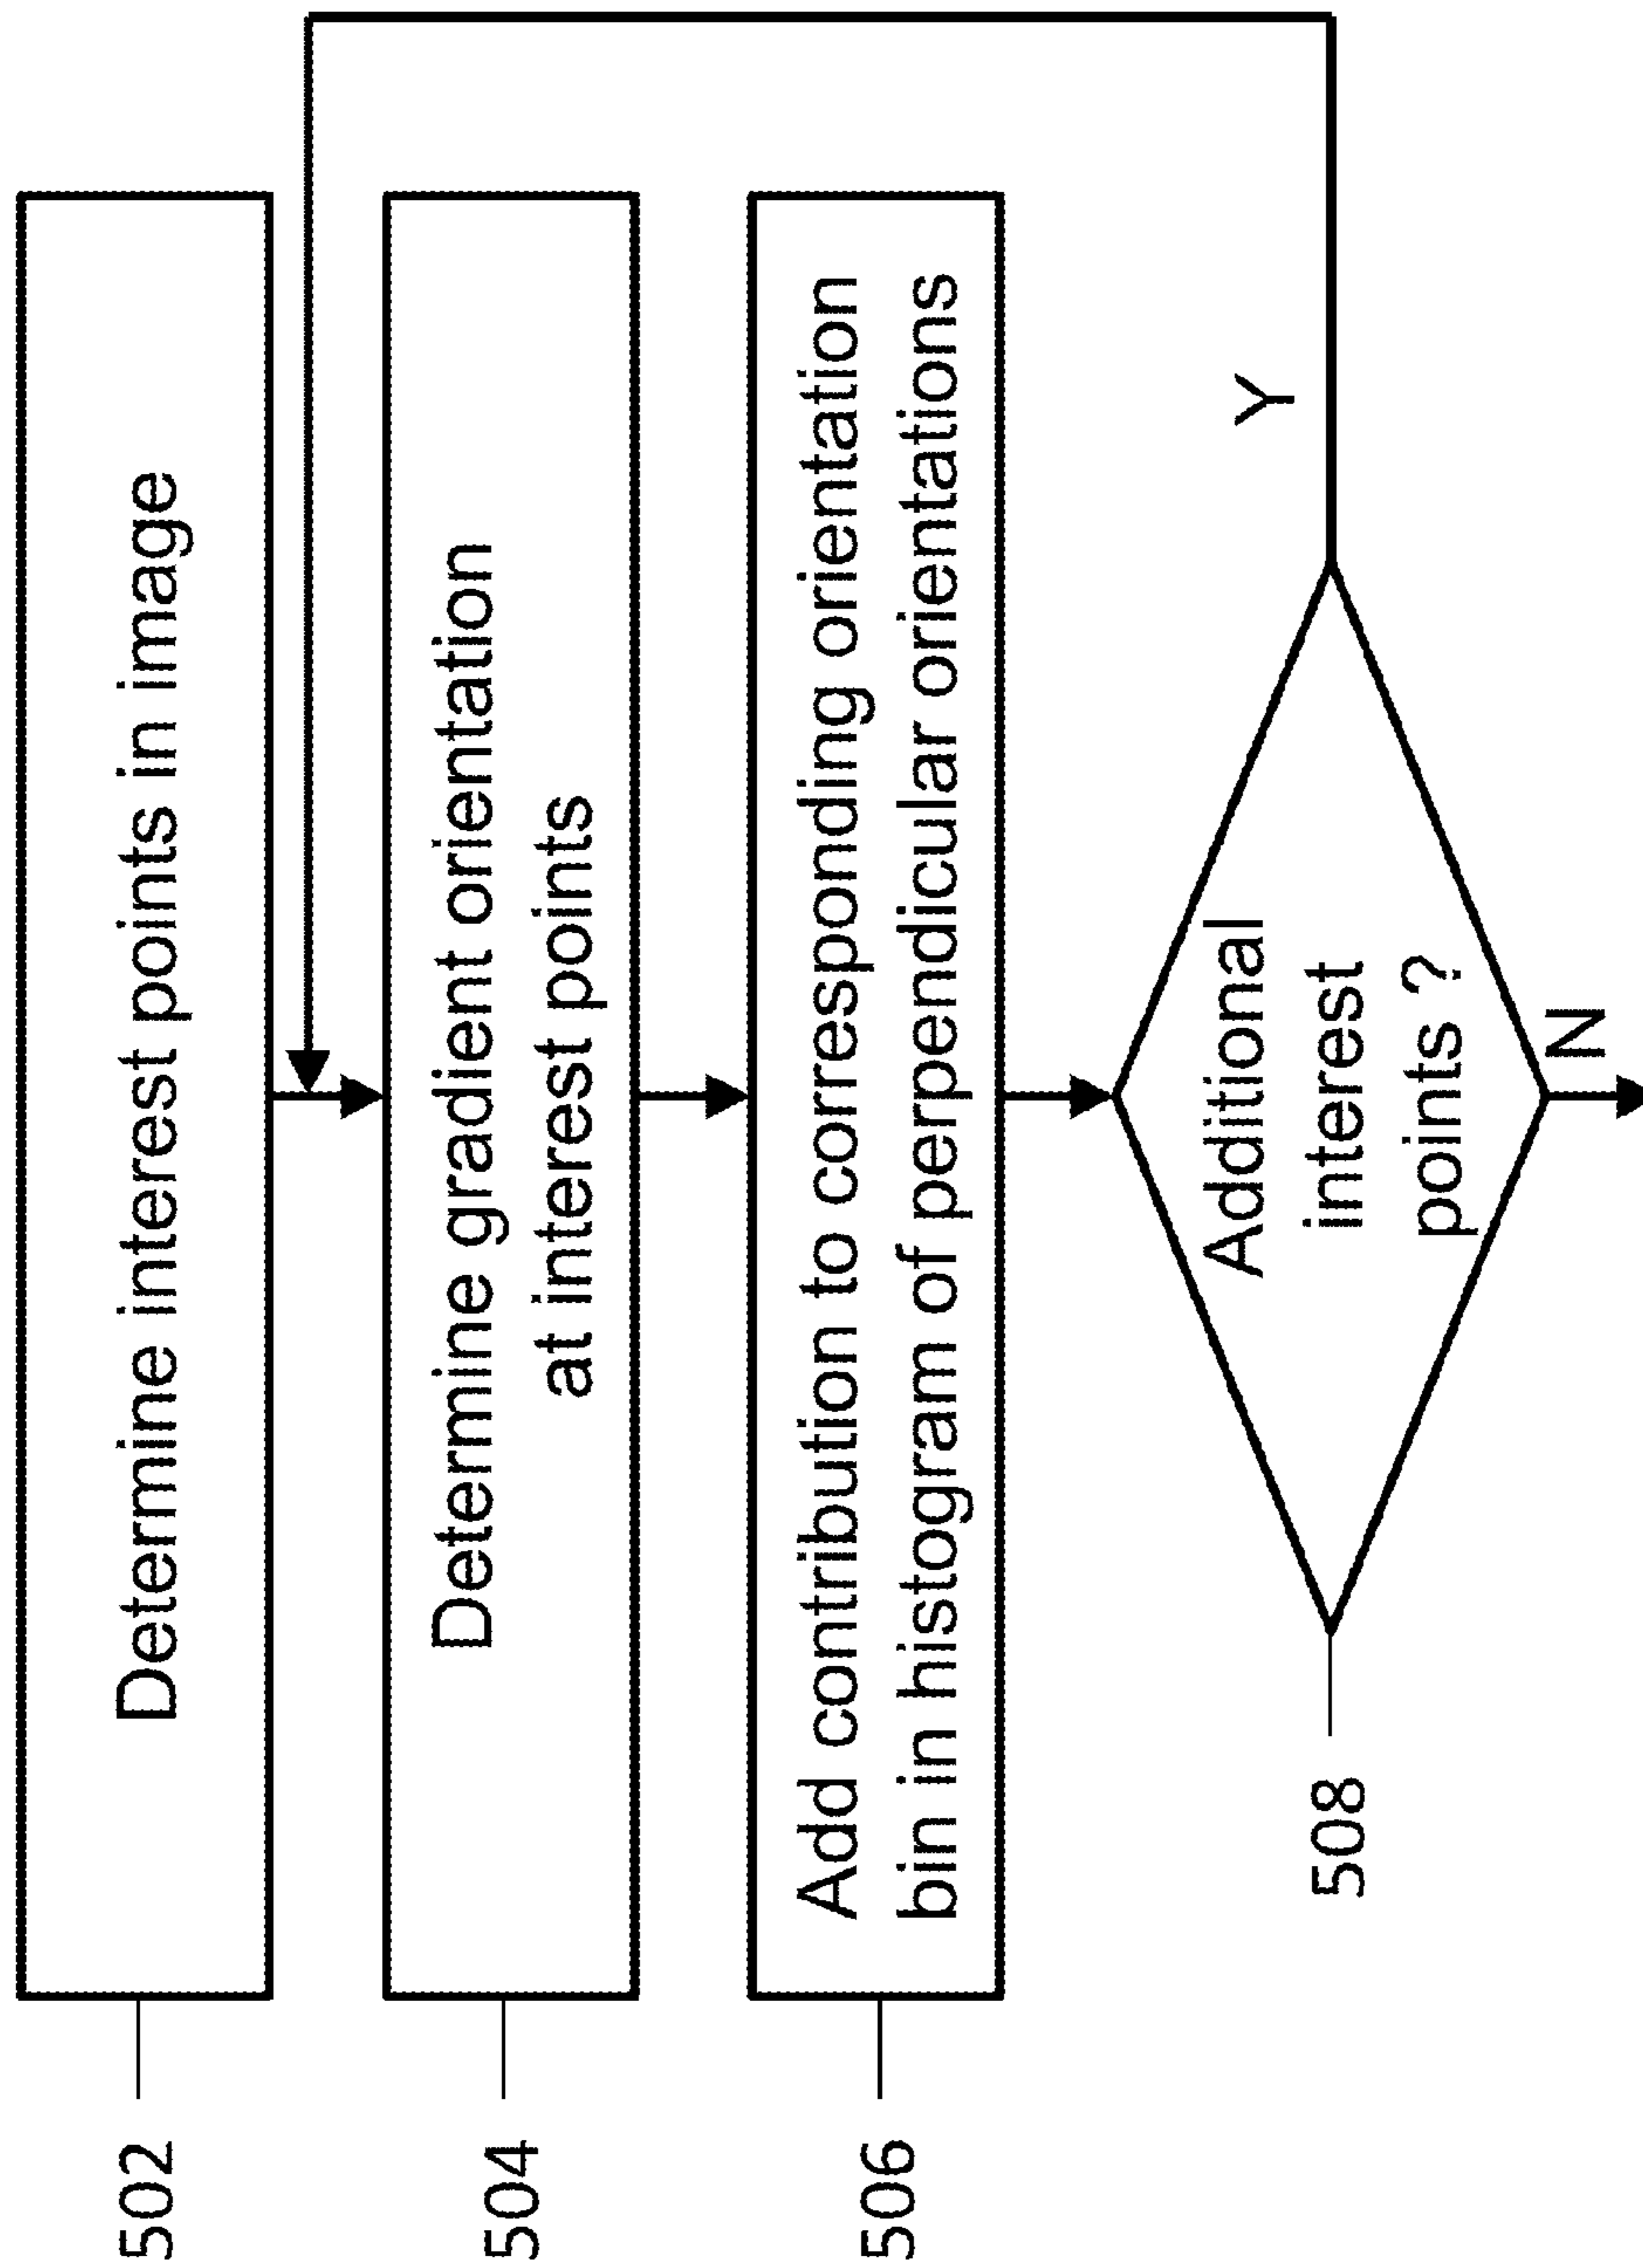 502
Determine interest points in image
504
Determine gradient orientation
at interest points
506
Add contribution to corresponding orientation
bin in histogram of perpendicular orientations
508
Additional
interest
points ?
Y
N